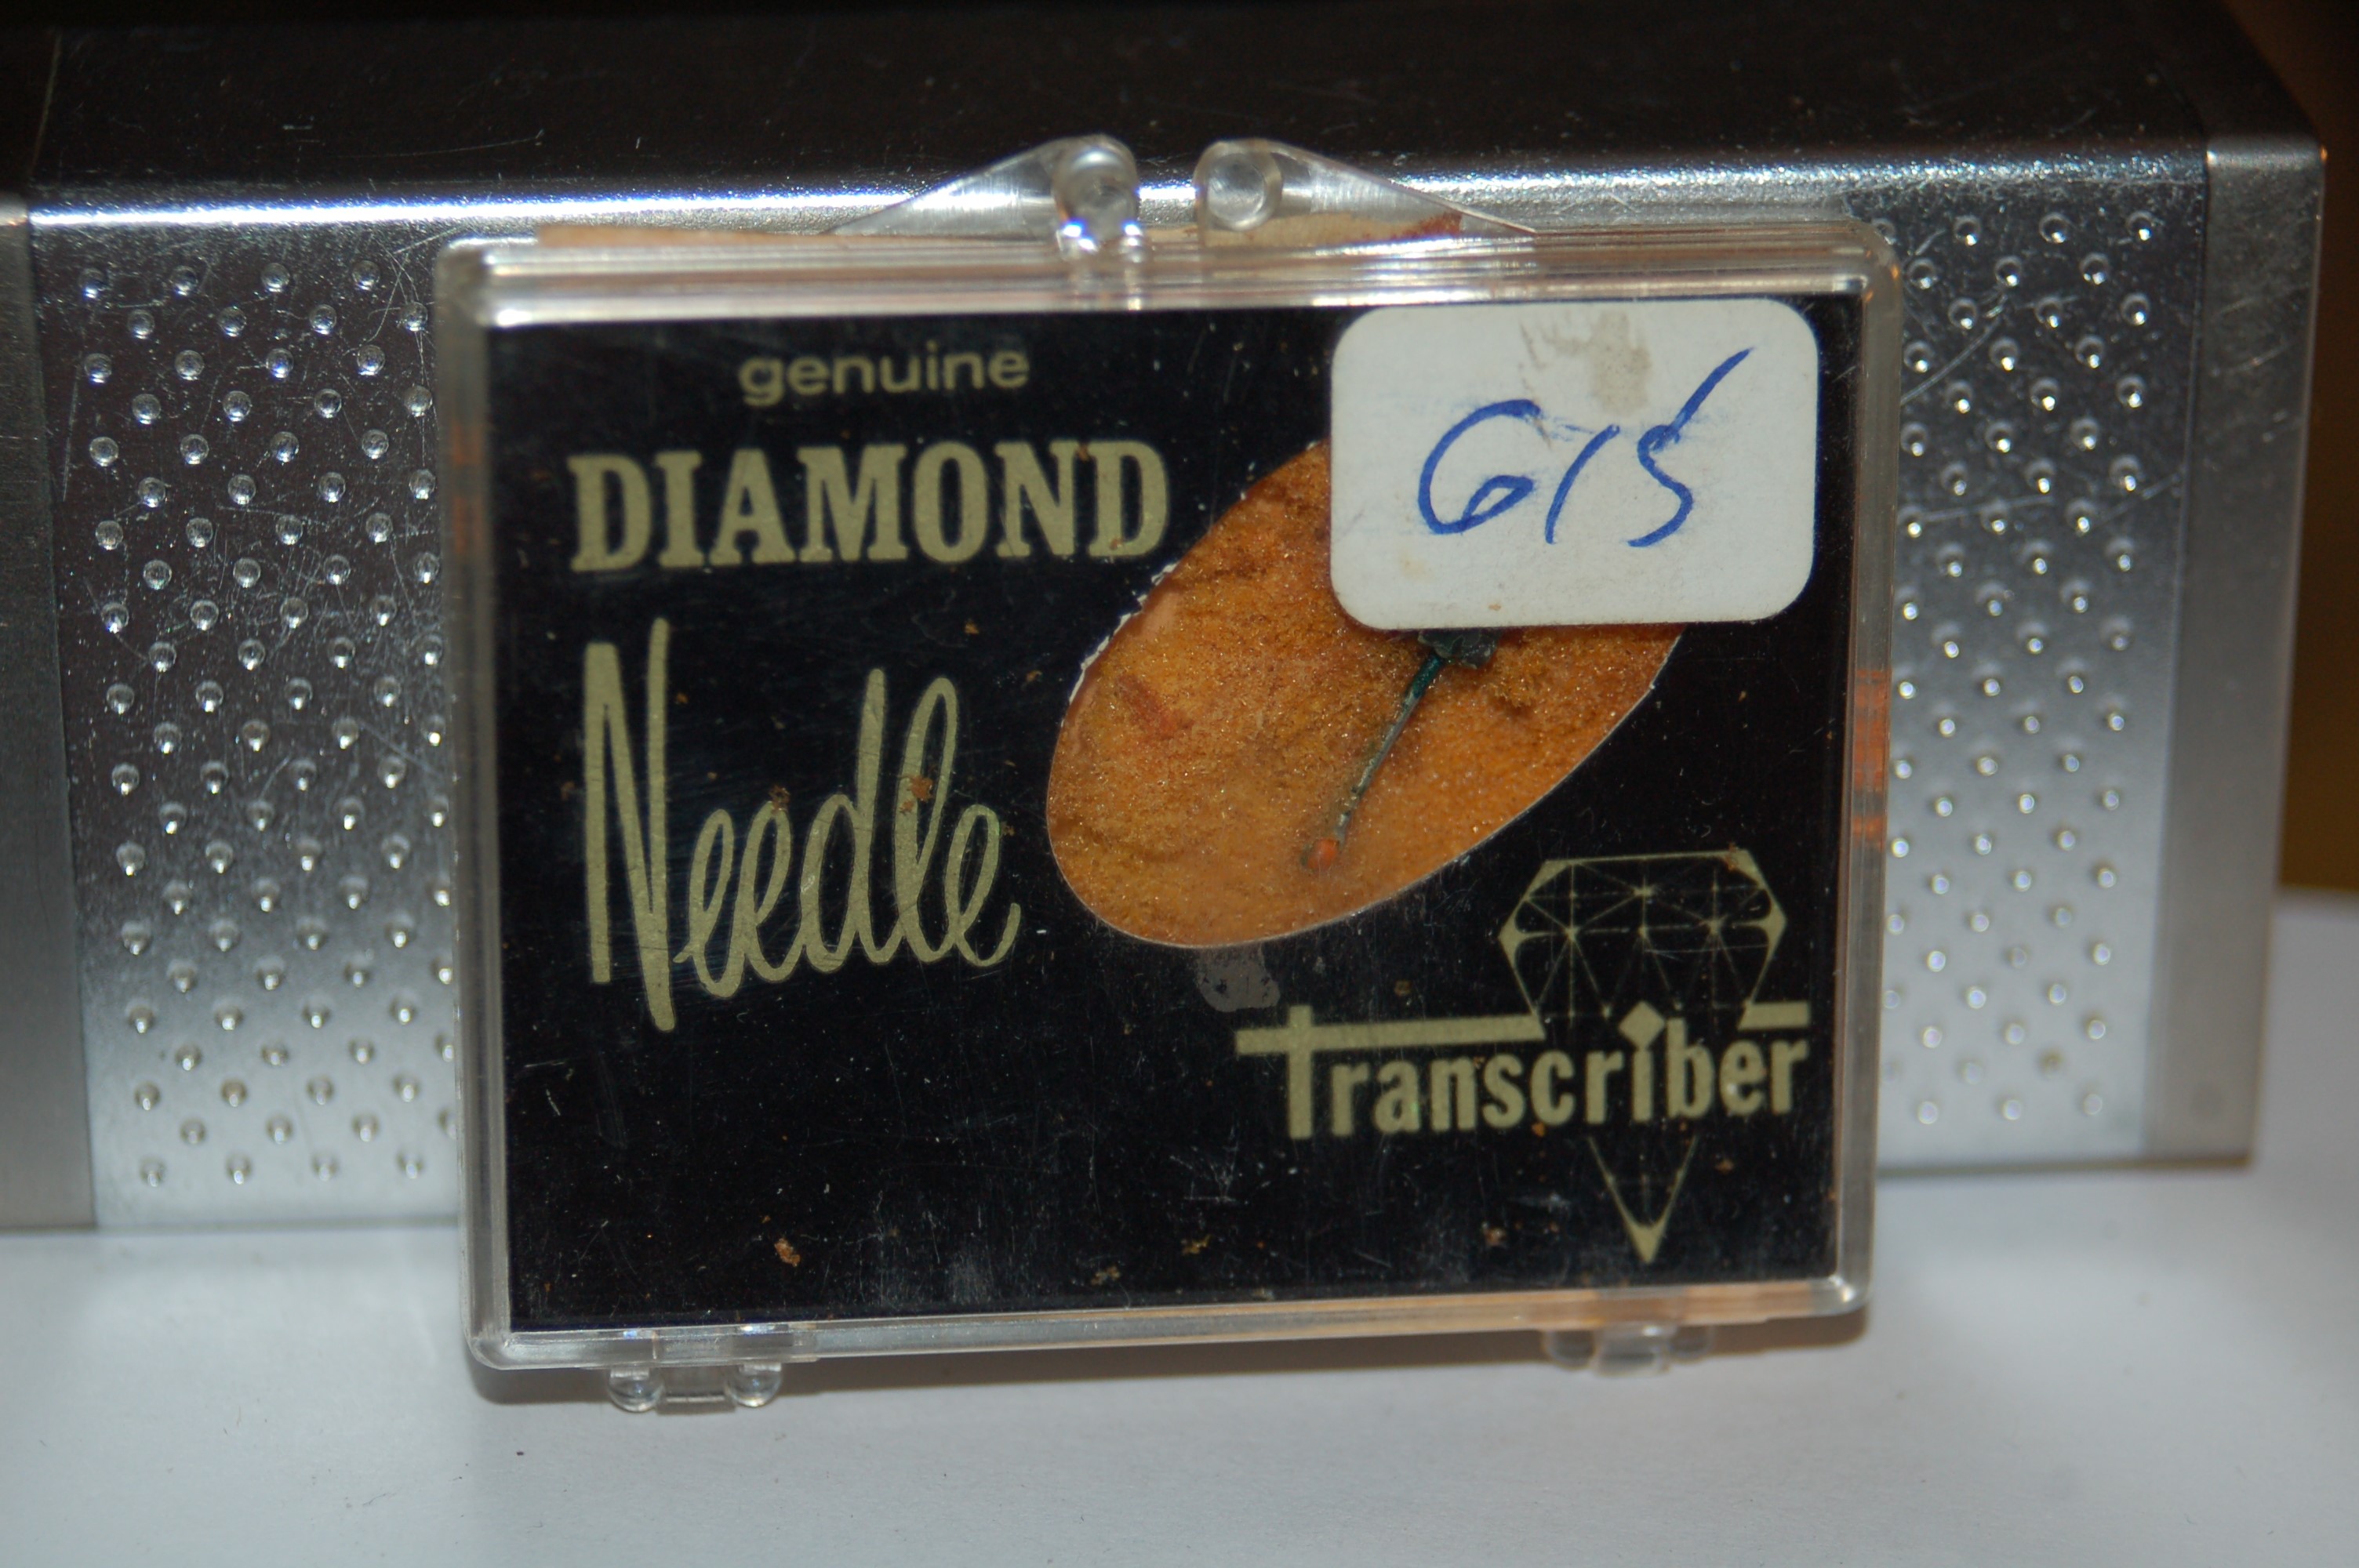 genuine
DIAMOND
Needle
615
Transcriber